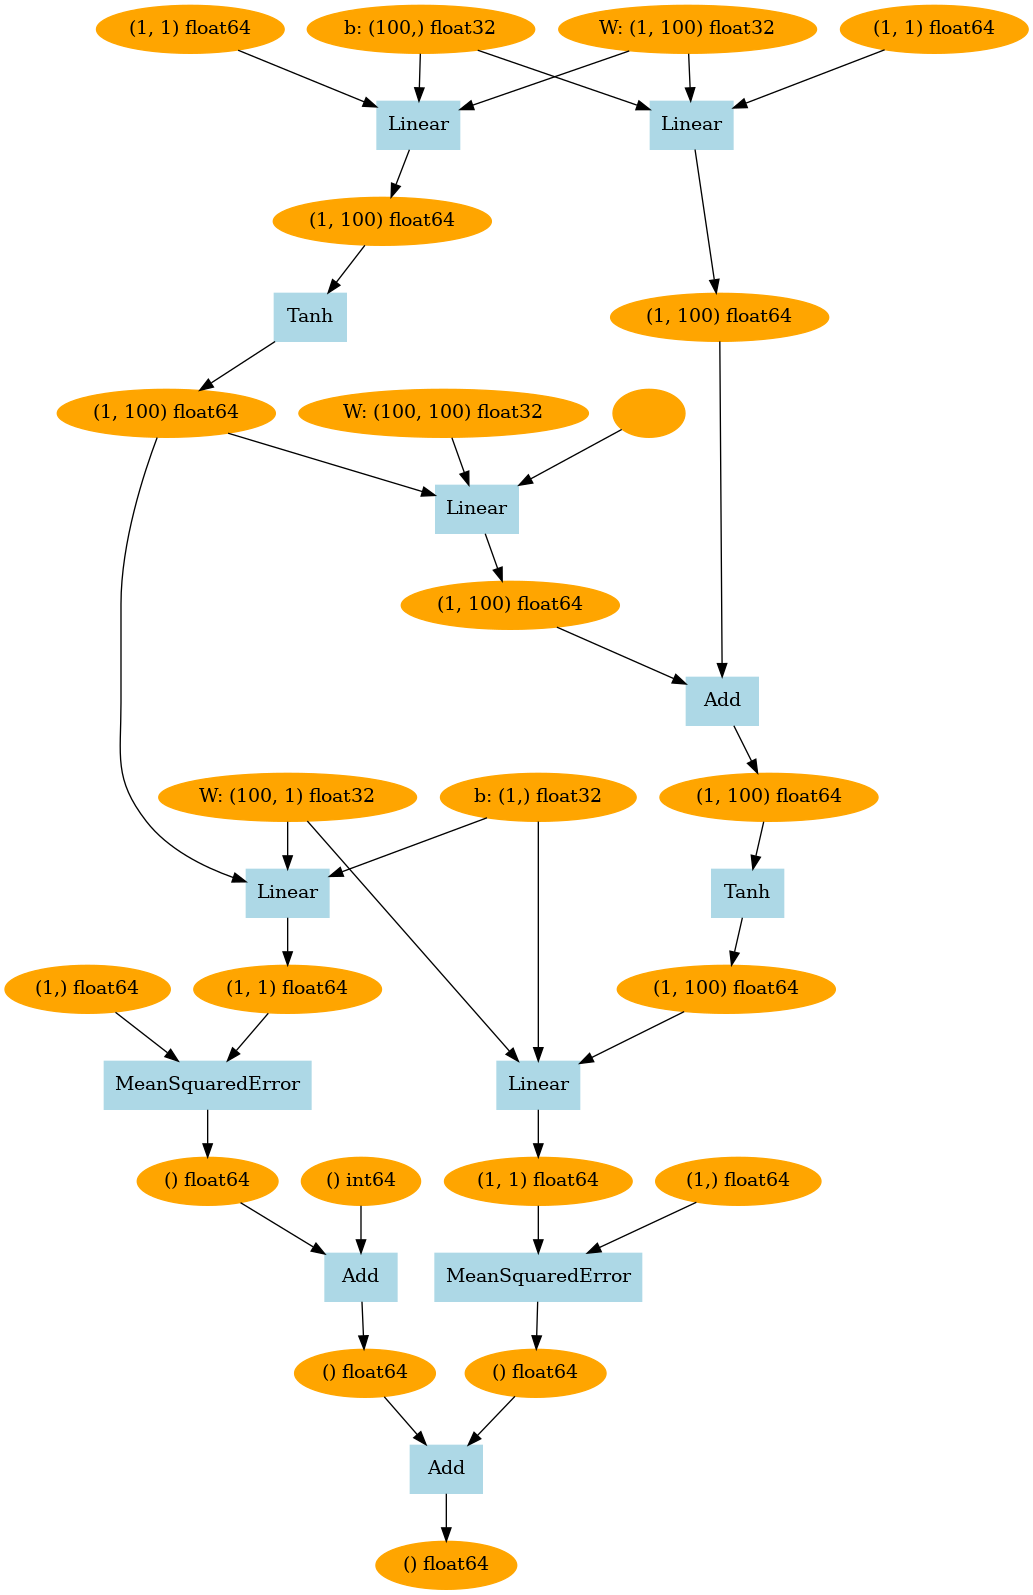 (1, 1) float64
b: (100,) float32
W: (1, 100) float32
(1, 1) float64
Linear
Linear
(1, 100) float64
Tanh
(1, 100) float64
(1, 100) float64
W: (100, 100) float32
Linear
(1, 100) float64
Add
W: (100, 1) float32
b: (1,) float32
(1, 100) float64
Linear
Tanh
(1,) float64
(1, 1) float64
(1, 100) float64
MeanSquaredError
Linear
() float64
() int64
(1, 1) float64
(1,) float64
Add
MeanSquaredError
() float64
() float64
Add
() float64